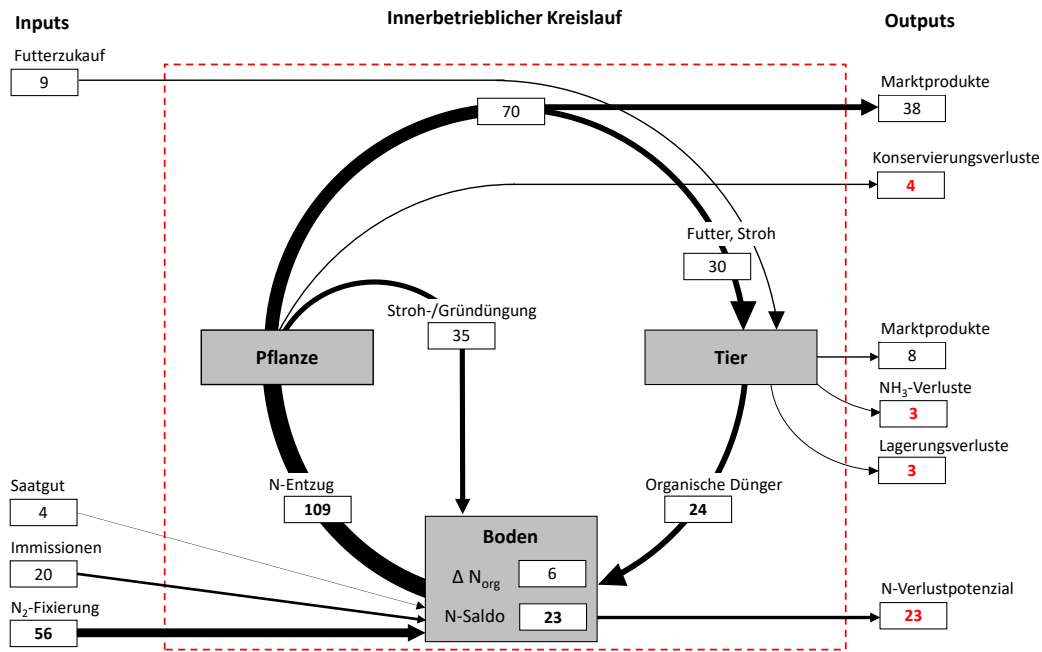 Inputs
Innerbetrieblicher Kreislauf
Outputs
Futterzukauf
9
Marktprodukte
38
70
Konservierungsverluste
4
Futter, Stroh
30
Stroh-/Gründüngung
35
Pflanze
Tier
Marktprodukte
8
NH₃-Verluste
3
Lagerungsverluste
3
N-Entzug
109
Organische Dünger
24
Saatgut
4
Immissionen
20
N₂-Fixierung
56
Boden
Δ N_org 6
N-Saldo 23
N-Verlustpotenzial
23